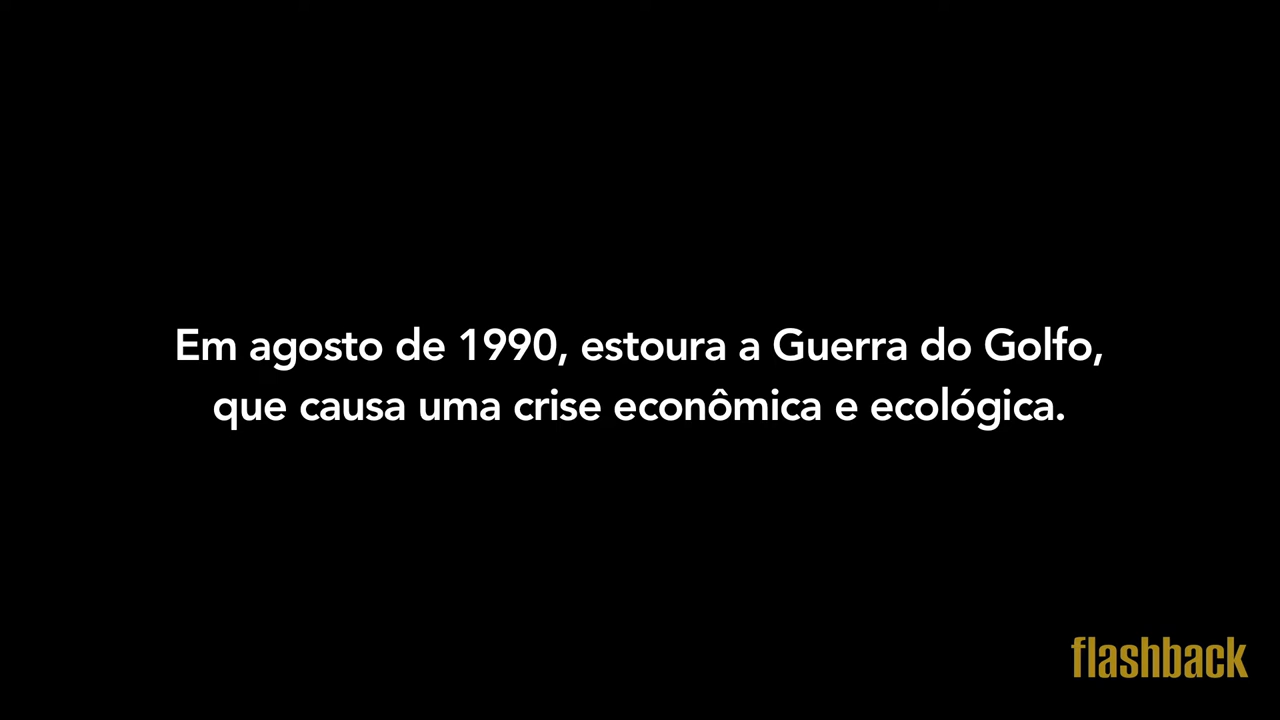 Em agosto de 1990, estoura a Guerra do Golfo,
que causa uma crise econômica e ecológica.
flashback